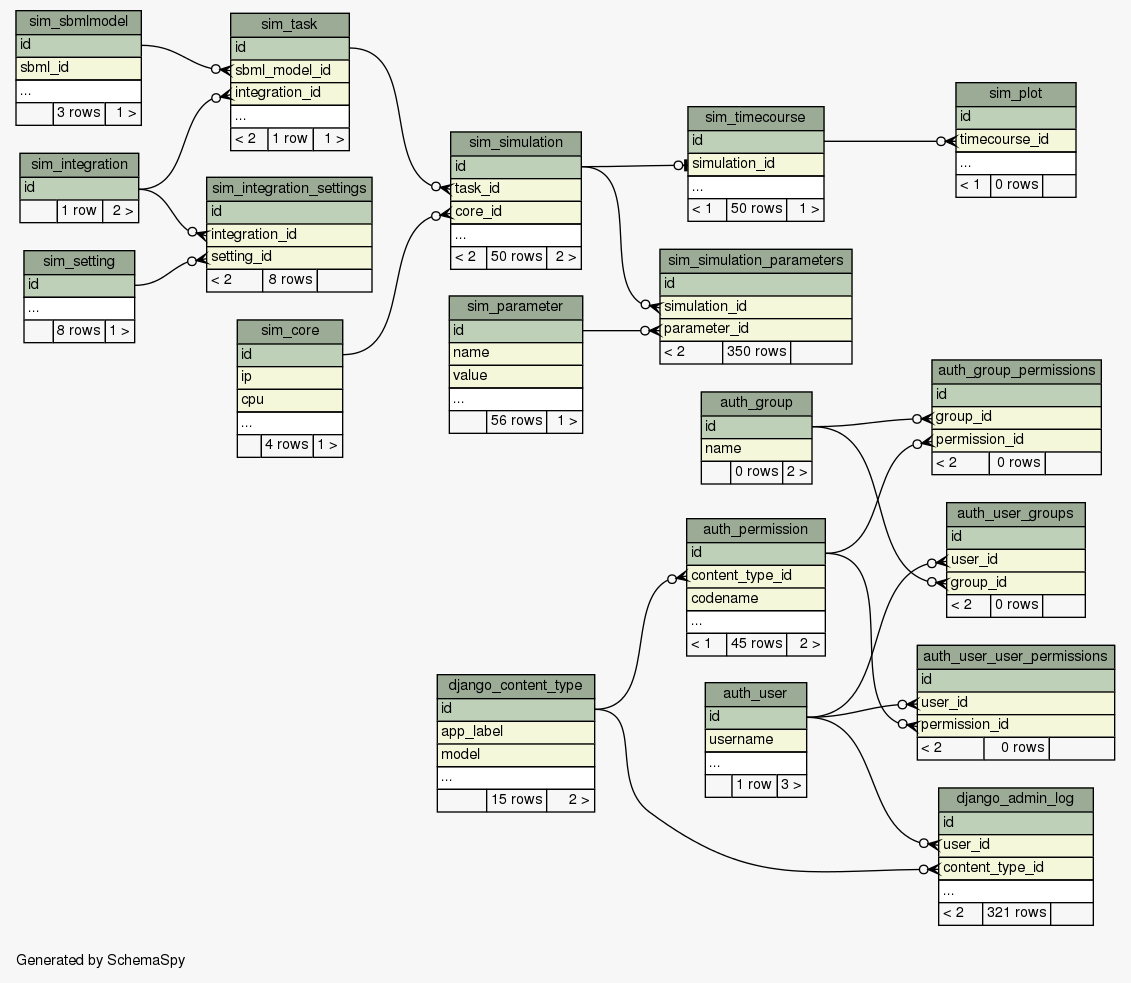 sim_sbmlmodel
id
sbml_id
...
3 rows 1 >
sim_task
id
sbml_model_id
integration_id
...
< 2 1 row 1 >
sim_integration
id
1 row 2 >
sim_integration_settings
id
integration_id
setting_id
< 2 8 rows
sim_setting
id
...
8 rows 1 >
sim_core
id
ip
cpu
...
4 rows 1 >
sim_simulation
id
task_id
core_id
...
< 2 50 rows 2 >
sim_parameter
id
name
value
...
56 rows 1 >
sim_timecourse
id
simulation_id
...
< 1 50 rows 1 >
sim_plot
id
timecourse_id
...
< 1 0 rows
sim_simulation_parameters
id
simulation_id
parameter_id
< 2 350 rows
auth_group
id
name
0 rows 2 >
auth_group_permissions
id
group_id
permission_id
< 2 0 rows
auth_permission
id
content_type_id
codename
...
< 1 45 rows 2 >
auth_user_groups
id
user_id
group_id
< 2 0 rows
auth_user_user_permissions
id
user_id
permission_id
< 2 0 rows
django_content_type
id
app_label
model
...
15 rows 2 >
auth_user
id
username
...
1 row 3 >
django_admin_log
id
user_id
content_type_id
...
< 2 321 rows
Generated by SchemaSpy